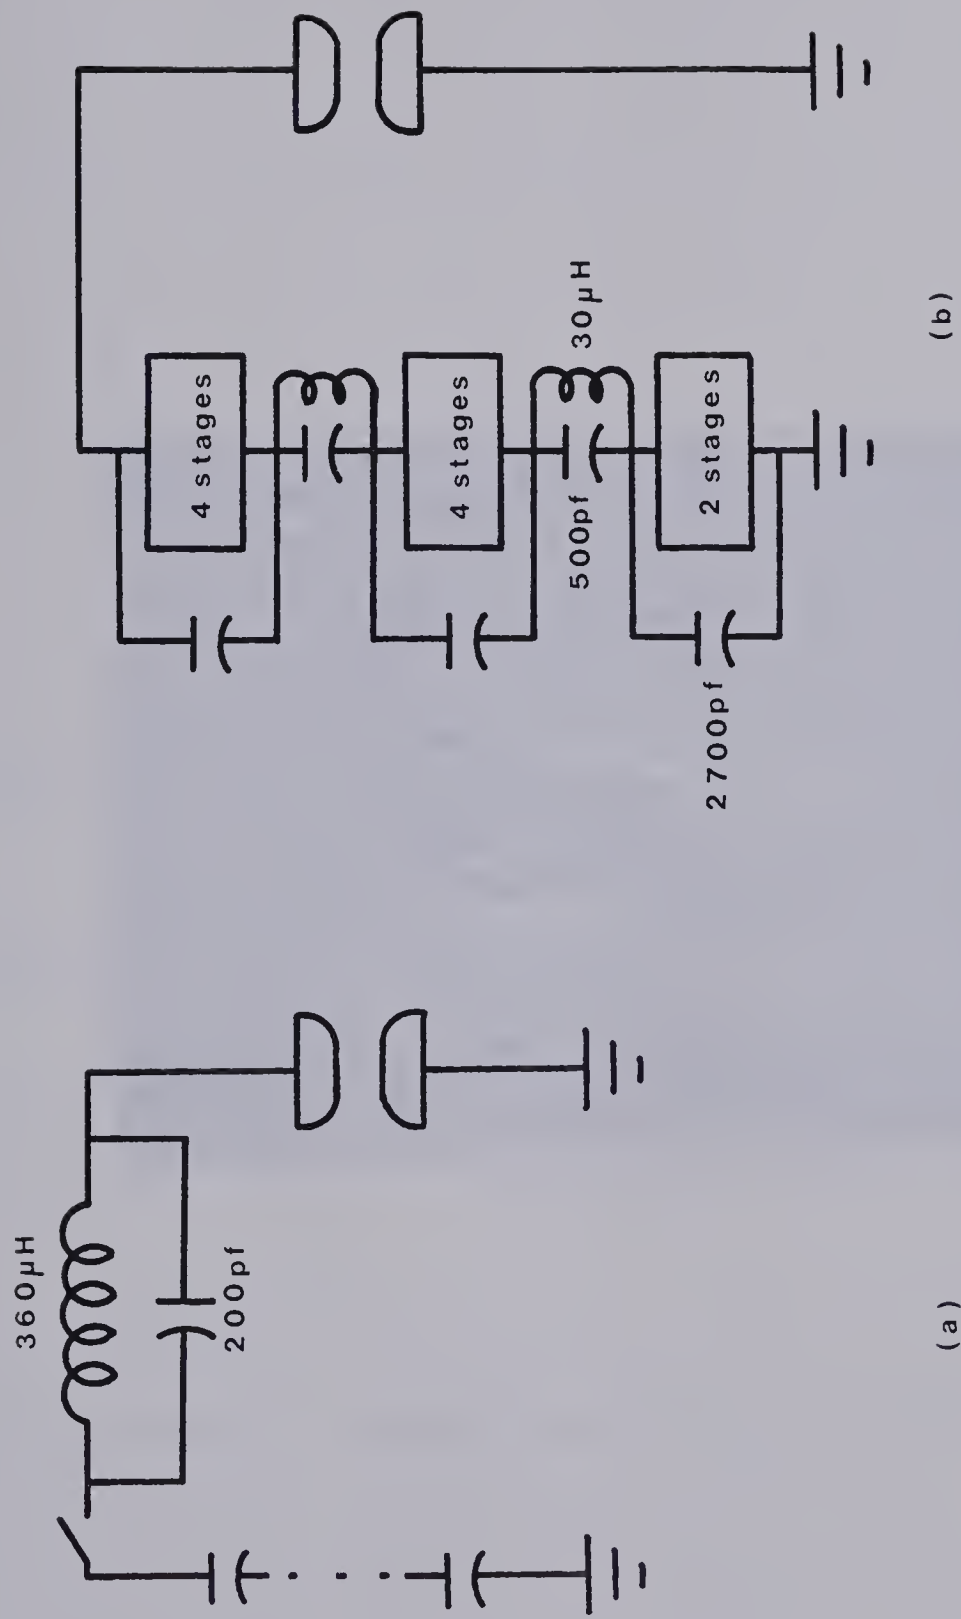 360μH
200pf
(a)
4 stages
4 stages
30μH
500pf
2 stages
2700pf
(b)